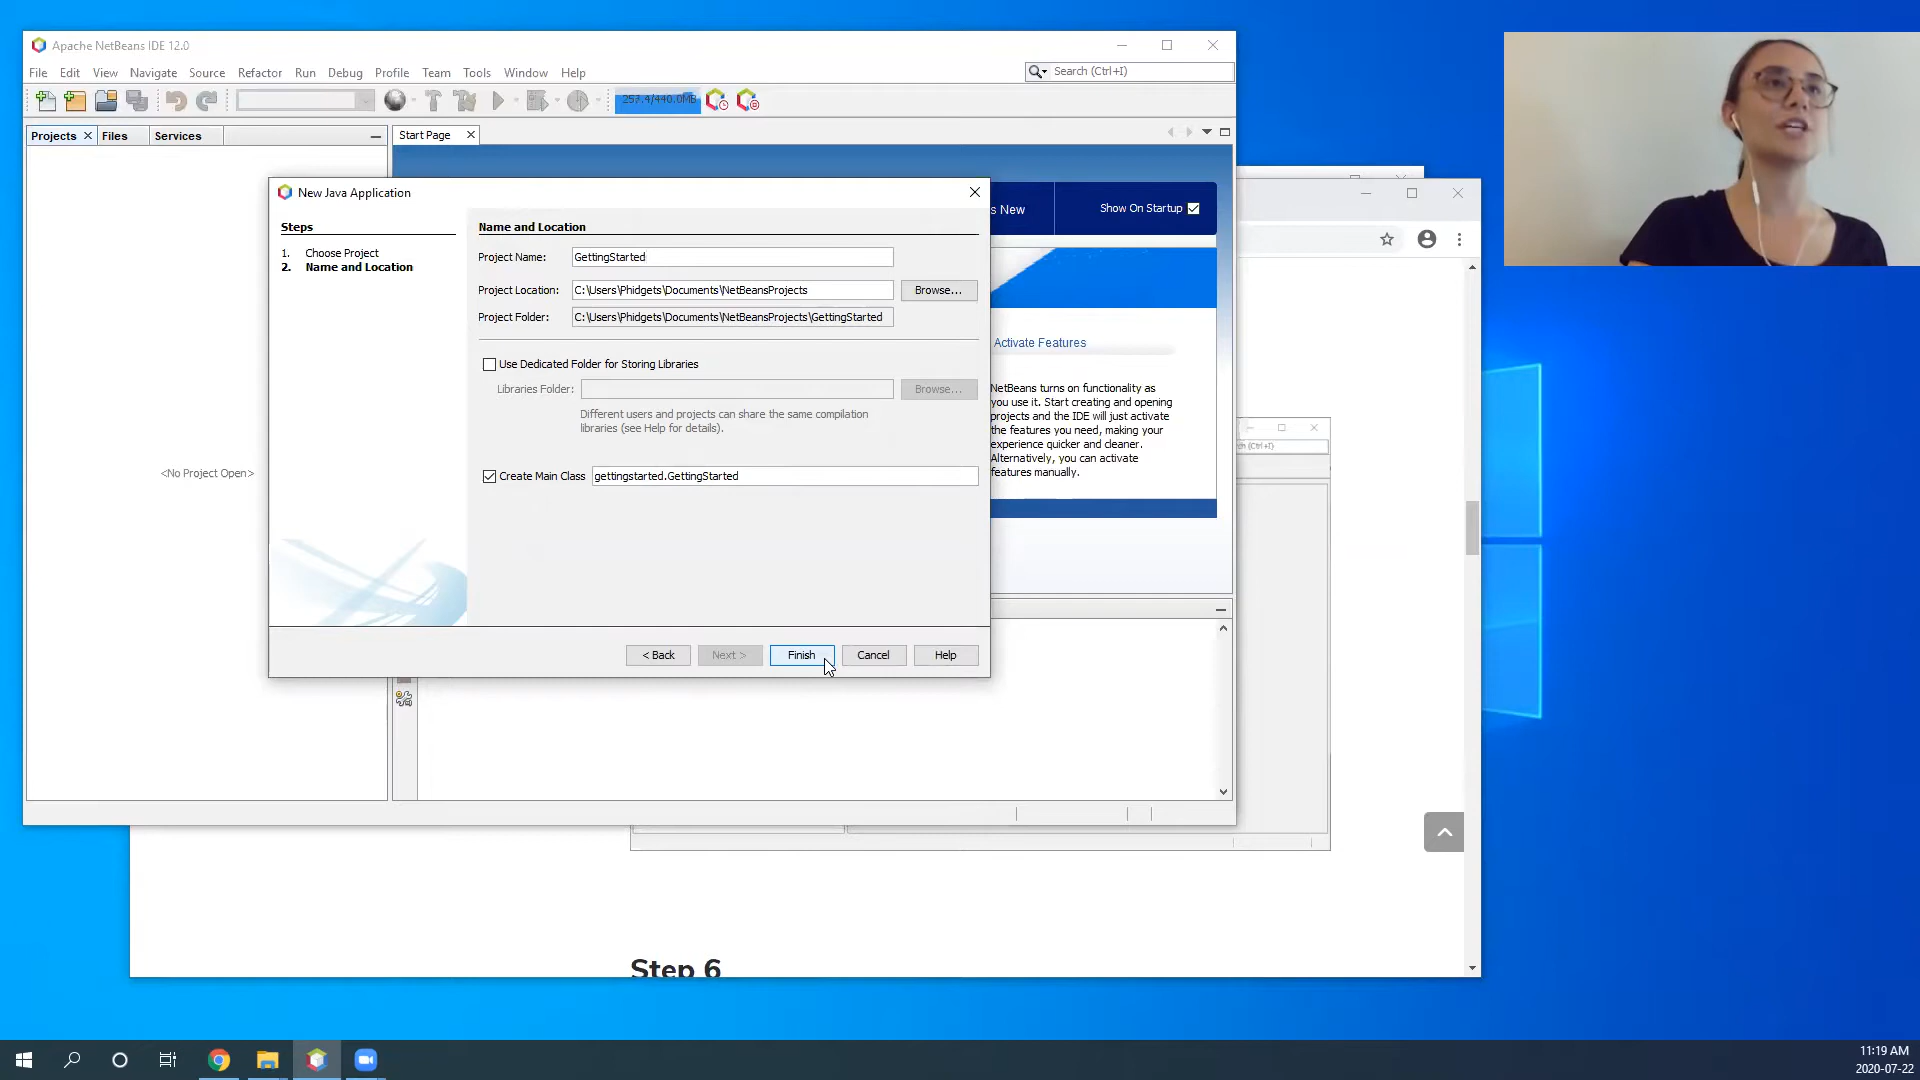 Apache NetBeans IDE 12.0
File Edit View Navigate Source Refactor Run Debug Profile Team Tools Window Help
Search (Ctrl+I)
257.4/440.0MB
Projects Files Services
Start Page
New Java Application
s New
Show On Startup
Steps
1. Choose Project
2. Name and Location
Name and Location
Project Name: GettingStarted
Project Location: C:\Users\Phidgets\Documents\NetBeansProjects Browse...
Project Folder: C:\Users\Phidgets\Documents\NetBeansProjects\GettingStarted
Use Dedicated Folder for Storing Libraries
Libraries Folder: Browse...
Different users and projects can share the same compilation
libraries (see Help for details).
Create Main Class gettingstarted.GettingStarted
< Back Next > Finish Cancel Help
<No Project Open>
Activate Features
NetBeans turns on functionality as
you use it. Start creating and opening
projects and the IDE will just activate
the features you need, making your
experience quicker and cleaner.
Alternatively, you can activate
features manually.
(Ctrl+I)
Step 6
11:19 AM
2020-07-22